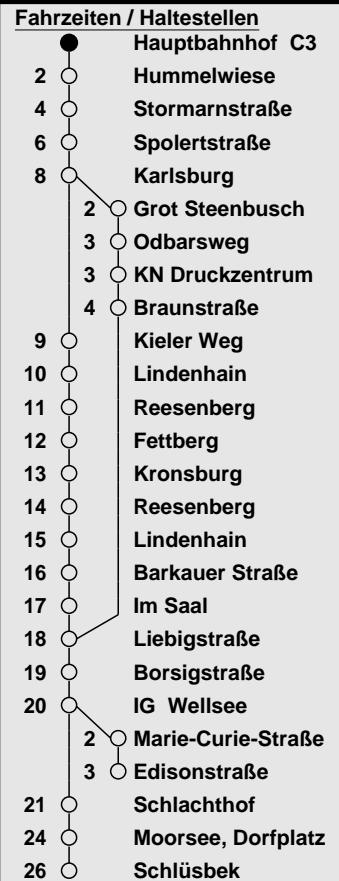 Fahrzeiten / Haltestellen
Hauptbahnhof C3
2 Hummelwiese
4 Stormarnstraße
6 Spolertstraße
8 Karlsburg
2 Grot Steenbusch
3 Odbarsweg
3 KN Druckzentrum
4 Braunstraße
9 Kieler Weg
10 Lindenhain
11 Reesenberg
12 Fettberg
13 Kronsburg
14 Reesenberg
15 Lindenhain
16 Barkauer Straße
17 Im Saal
18 Liebigstraße
19 Borsigstraße
20 IG Wellsee
2 Marie-Curie-Straße
3 Edisonstraße
21 Schlachthof
24 Moorsee, Dorfplatz
26 Schlüsbek